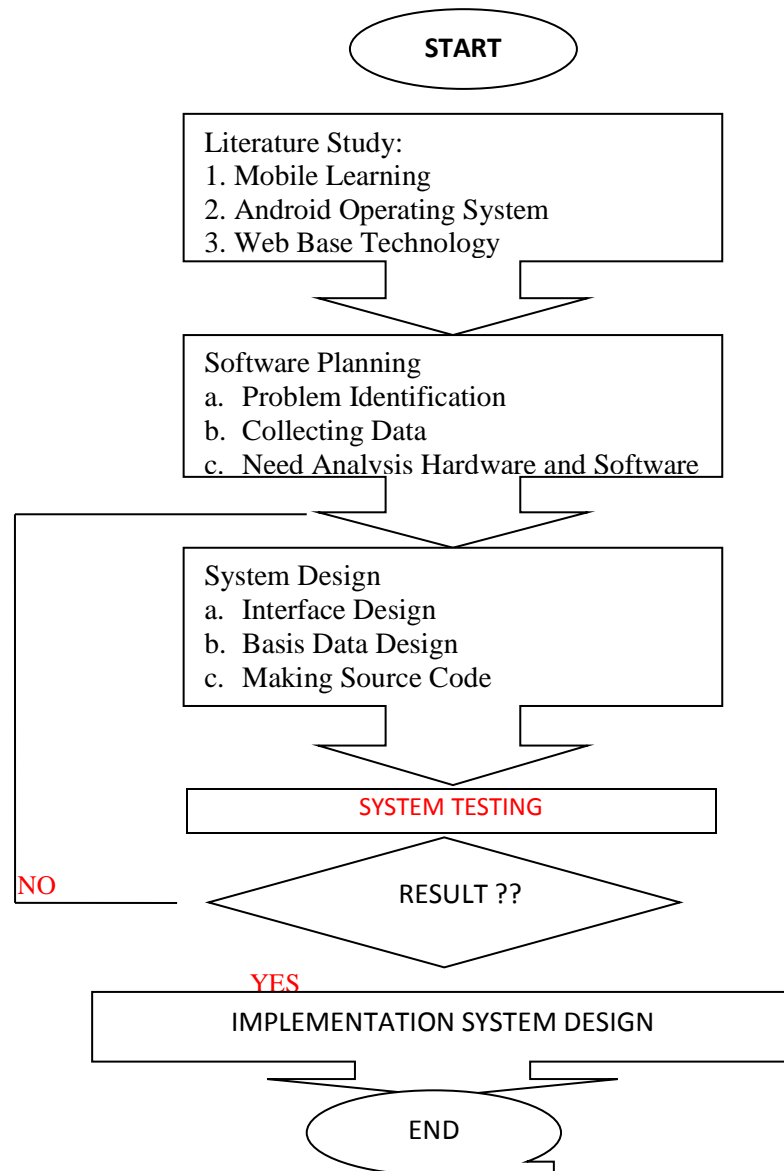 START
Literature Study:
1. Mobile Learning
2. Android Operating System
3. Web Base Technology
Software Planning
a. Problem Identification
b. Collecting Data
c. Need Analysis Hardware and Software
System Design
a. Interface Design
b. Basis Data Design
c. Making Source Code
SYSTEM TESTING
NO
RESULT ??
YES
IMPLEMENTATION SYSTEM DESIGN
END